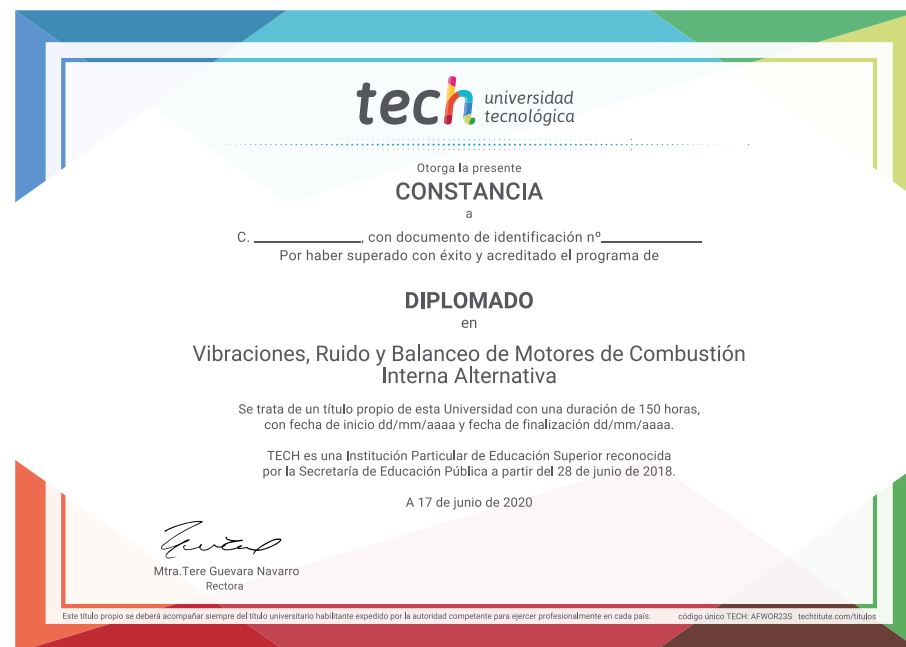 tech universidad
tecnológica
Otorga la presente
CONSTANCIA
a
C. ____________, con documento de identificación nº____________
Por haber superado con éxito y acreditado el programa de
DIPLOMADO
en
Vibraciones, Ruido y Balanceo de Motores de Combustión
Interna Alternativa
Se trata de un título propio de esta Universidad con una duración de 150 horas,
con fecha de inicio dd/mm/aaaa y fecha de finalización dd/mm/aaaa.
TECH es una Institución Particular de Educación Superior reconocida
por la Secretaría de Educación Pública a partir del 28 de junio de 2018.
A 17 de junio de 2020
Mtra.Tere Guevara Navarro
Rectora
Este título propio se deberá acompañar siempre del título universitario habilitante expedido por la autoridad competente para ejercer profesionalmente en cada país. código único TECH: AFWOR23S techtitute.com/titulos